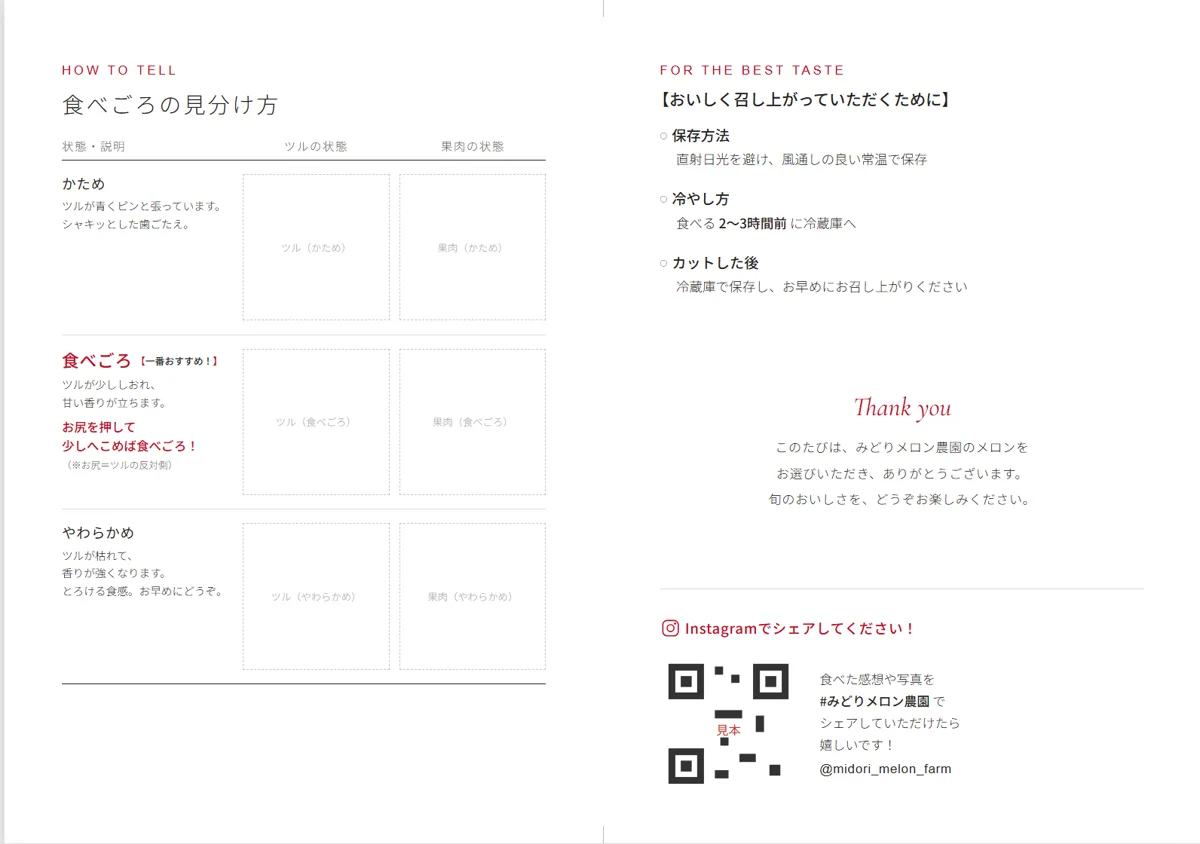 HOW TO TELL
食べごろの見分け方
状態・説明 ツルの状態 果肉の状態
かため
ツルが青くピンと張っています。
シャキッとした歯ごたえ。
ツル（かため）
果肉（かため）
食べごろ 【一番おすすめ！】
ツルが少ししおれ、
甘い香りが立ちます。
お尻を押して
少しへこめば食べごろ！
（※お尻＝ツルの反対側）
ツル（食べごろ）
果肉（食べごろ）
やわらかめ
ツルが枯れて、
香りが強くなります。
とろける食感。お早めにどうぞ。
ツル（やわらかめ）
果肉（やわらかめ）
FOR THE BEST TASTE
【おいしく召し上がっていただくために】
○ 保存方法
直射日光を避け、風通しの良い常温で保存
○ 冷やし方
食べる 2〜3時間前 に冷蔵庫へ
○ カットした後
冷蔵庫で保存し、お早めにお召し上がりください
Thank you
このたびは、みどりメロン農園のメロンを
お選びいただき、ありがとうございます。
旬のおいしさを、どうぞお楽しみください。
Instagramでシェアしてください！
見本
食べた感想や写真を
#みどりメロン農園 で
シェアしていただけたら
嬉しいです！
@midori_melon_farm